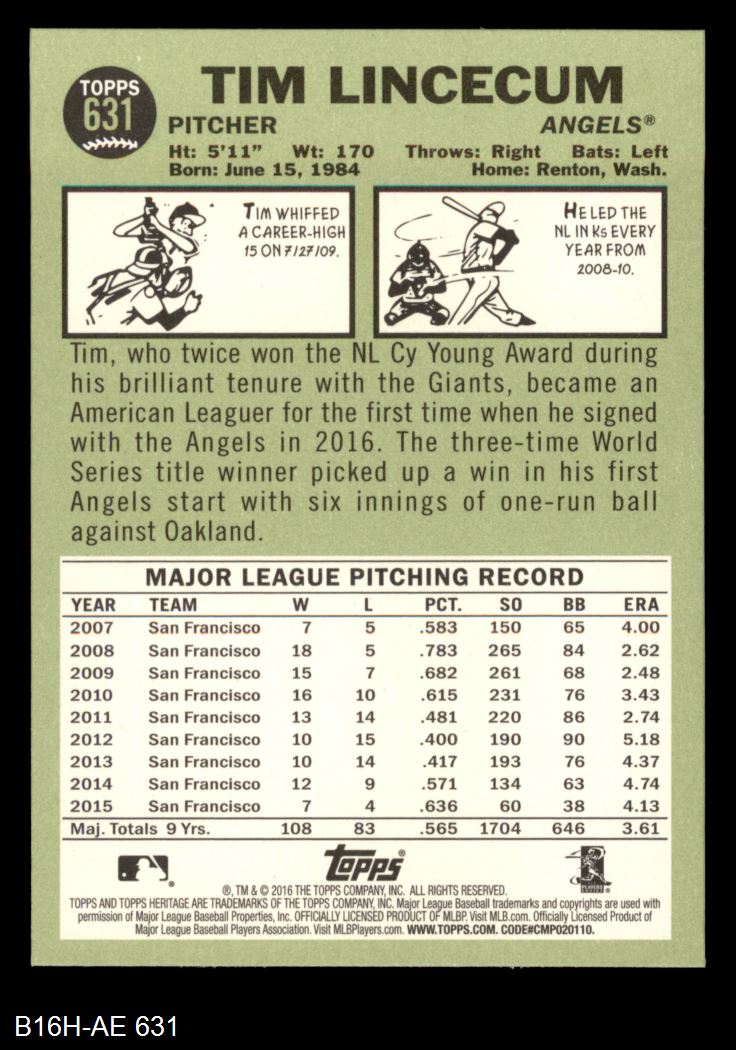 TOPPS
631
TIM LINCECUM
PITCHER ANGELS®
Ht: 5'11" Wt: 170 Throws: Right Bats: Left
Born: June 15, 1984 Home: Renton, Wash.
TIM WHIFFED
A CAREER-HIGH
15 ON 7/27/09.
HE LED THE
NL IN KS EVERY
YEAR FROM
2008-10.
Tim, who twice won the NL Cy Young Award during
his brilliant tenure with the Giants, became an
American Leaguer for the first time when he signed
with the Angels in 2016. The three-time World
Series title winner picked up a win in his first
Angels start with six innings of one-run ball
against Oakland.
MAJOR LEAGUE PITCHING RECORD
YEAR TEAM W L PCT. SO BB ERA
2007 San Francisco 7 5 .583 150 65 4.00
2008 San Francisco 18 5 .783 265 84 2.62
2009 San Francisco 15 7 .682 261 68 2.48
2010 San Francisco 16 10 .615 231 76 3.43
2011 San Francisco 13 14 .481 220 86 2.74
2012 San Francisco 10 15 .400 190 90 5.18
2013 San Francisco 10 14 .417 193 76 4.37
2014 San Francisco 12 9 .571 134 63 4.74
2015 San Francisco 7 4 .636 60 38 4.13
Maj. Totals 9 Yrs. 108 83 .565 1704 646 3.61
topps®
®, TM & © 2016 THE TOPPS COMPANY, INC. ALL RIGHTS RESERVED.
TOPPS AND TOPPS HERITAGE ARE TRADEMARKS OF THE TOPPS COMPANY, INC. Major League Baseball trademarks and copyrights are used with
permission of Major League Baseball Properties, Inc. OFFICIALLY LICENSED PRODUCT OF MLBP. Visit MLB.com. Officially Licensed Product of
Major League Baseball Players Association. Visit MLBPlayers.com. WWW.TOPPS.COM. CODE#CMP020110.
B16H-AE 631